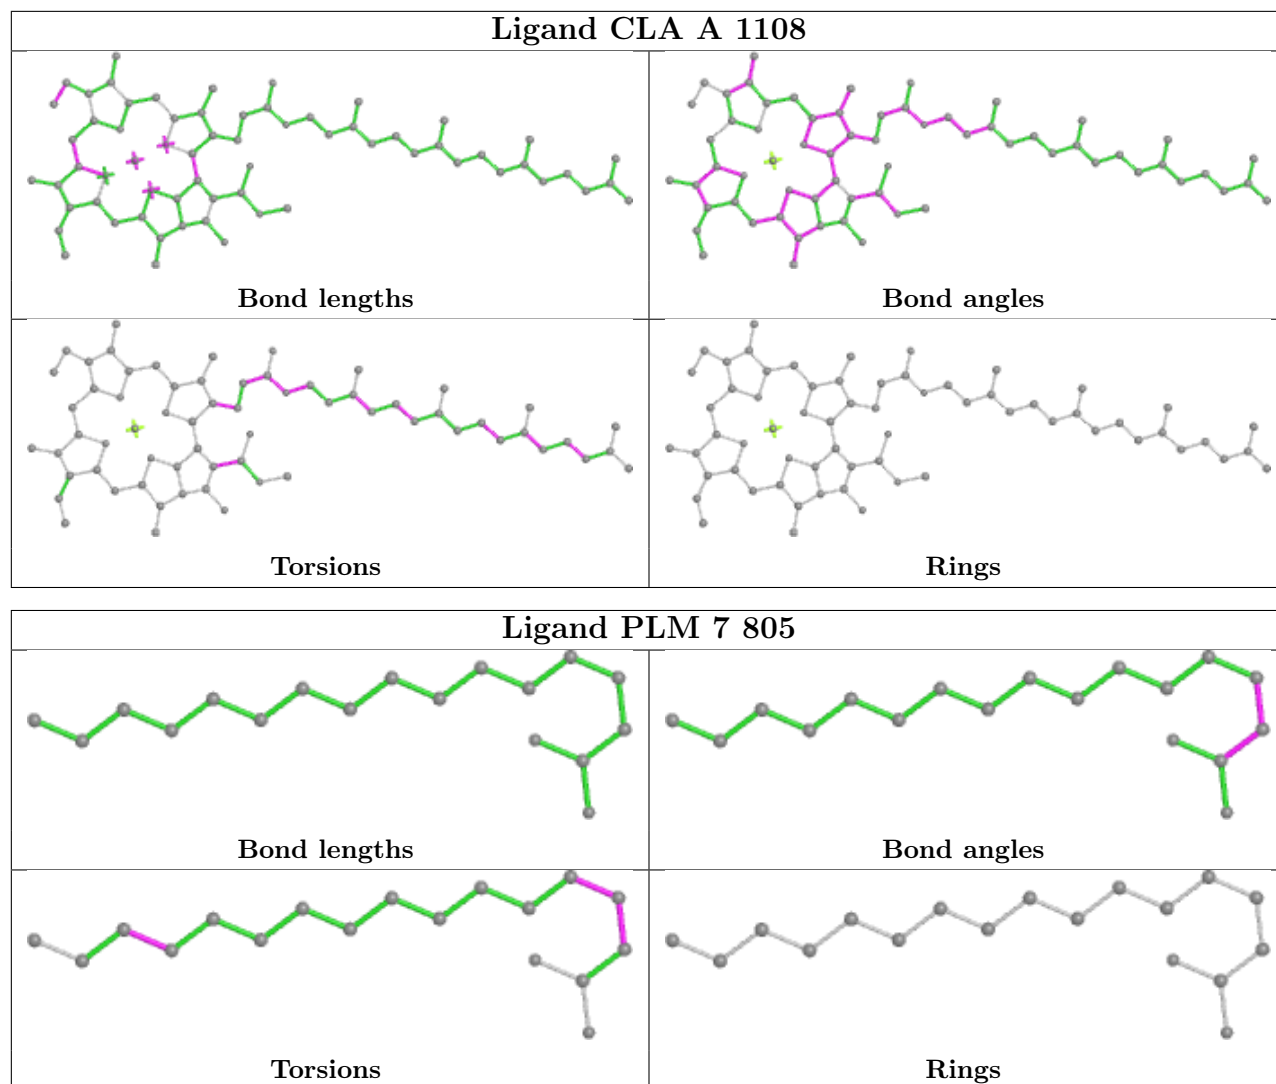 Ligand CLA A 1108
Bond lengths
Bond angles
Torsions
Rings
Ligand PLM 7 805
Bond lengths
Bond angles
Torsions
Rings